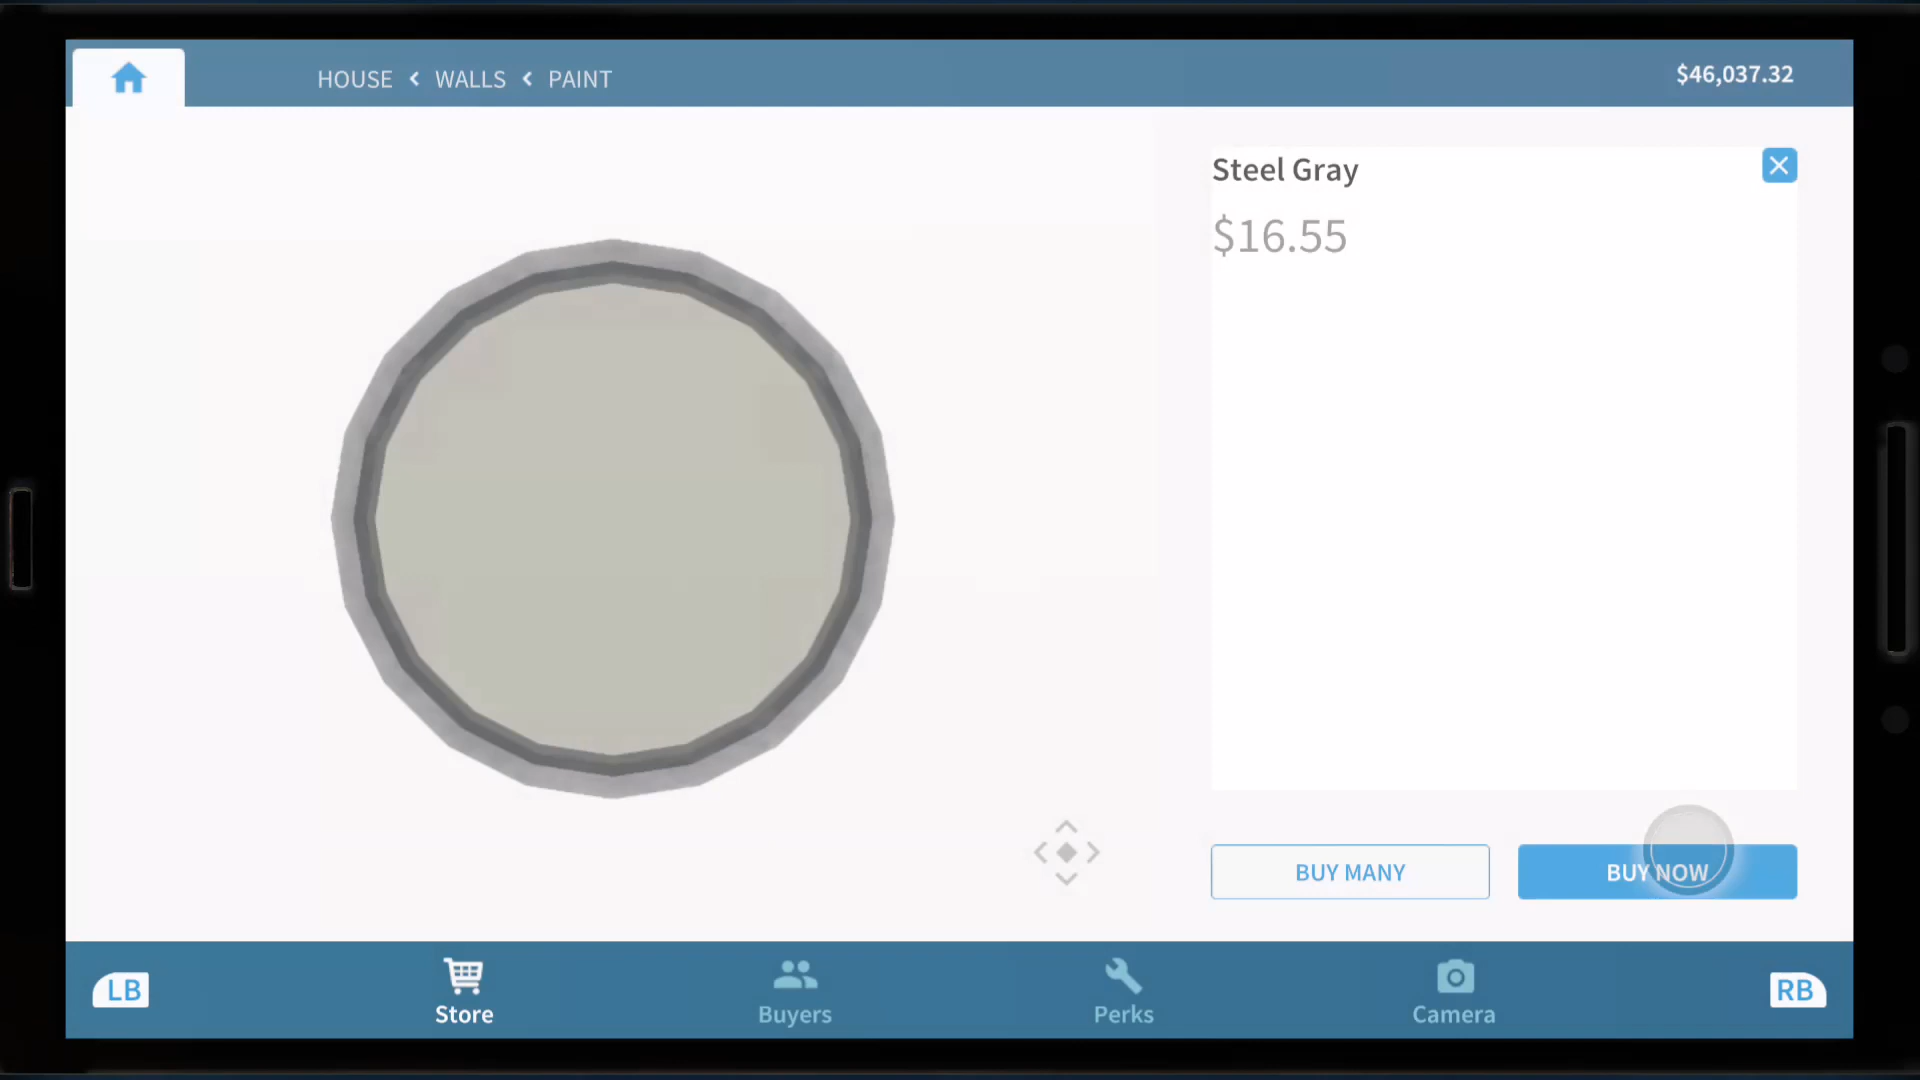 HOUSE < WALLS < PAINT
$46,037.32
Steel Gray
$16.55
BUY MANY
BUY NOW
LB
Store
Buyers
Perks
Camera
RB